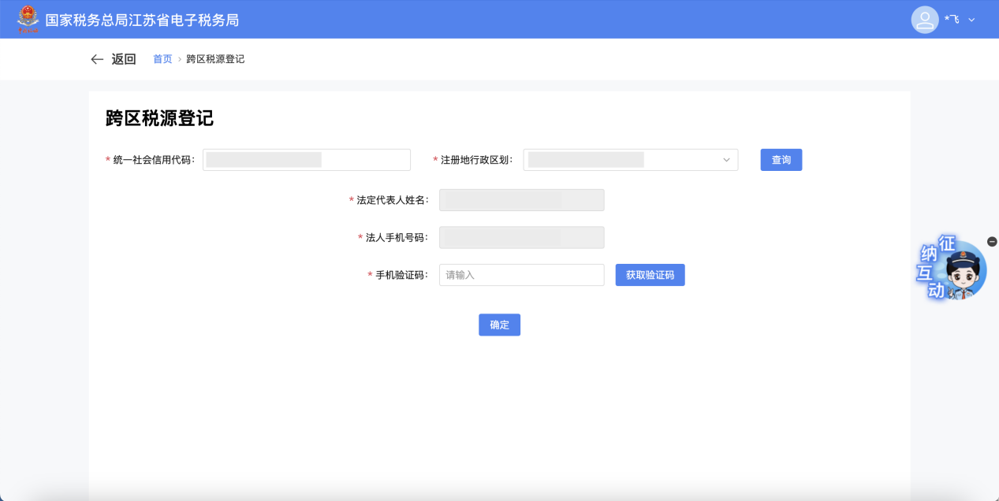 国家税务总局江苏省电子税务局
*飞
返回 首页 > 跨区税源登记
跨区税源登记
* 统一社会信用代码: * 注册地行政区划: 查询
* 法定代表人姓名:
* 法人手机号码:
* 手机验证码: 请输入 获取验证码
确定
征纳互动